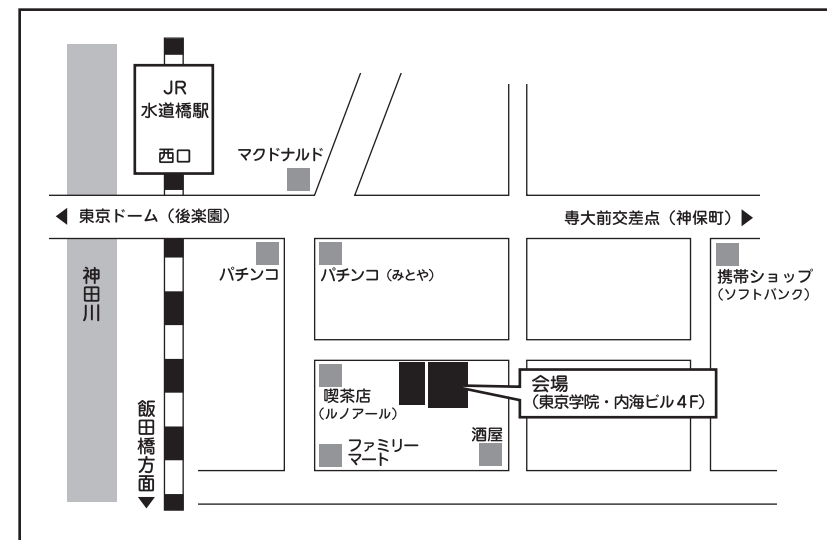 JR
水道橋駅
西口
マクドナルド
東京ドーム（後楽園）
専大前交差点（神保町）
神田川
パチンコ
パチンコ（みとや）
携帯ショップ
（ソフトバンク）
喫茶店
（ルノアール）
会場
（東京学院・内海ビル４F）
飯田橋方面
ファミリー
マート
酒屋